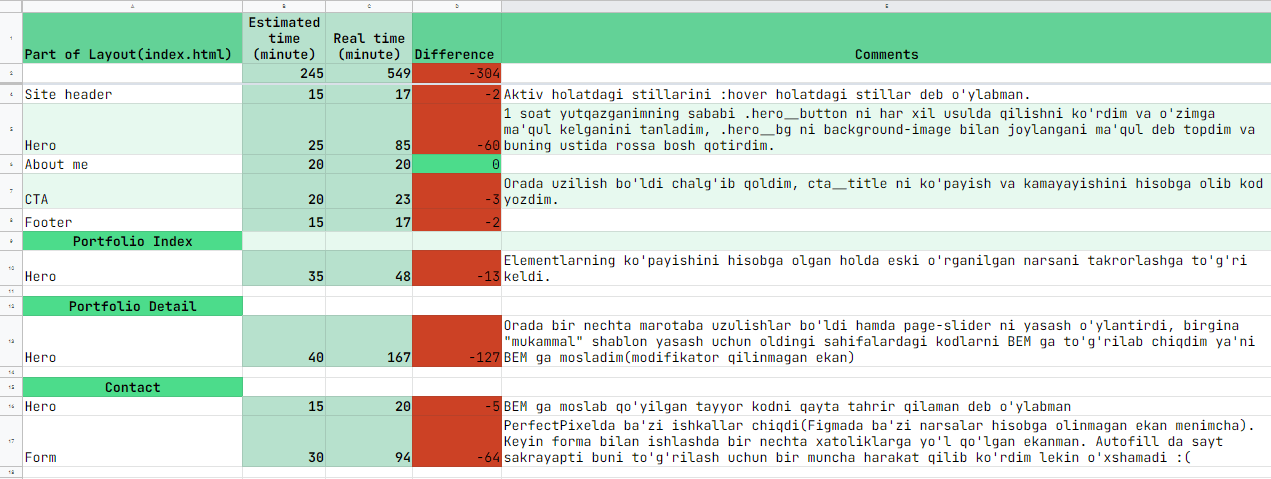 Part of Layout(index.html) Estimated time (minute) Real time (minute) Difference Comments
245 549 -304
Site header 15 17 -2 Aktiv holatdagi stillarini :hover holatdagi stillar deb o'ylabman.
Hero 25 85 -60 1 soat yutqazganimning sababi .hero__button ni har xil usulda qilishni ko'rdim va o'zimga
ma'qul kelganini tanladim, .hero__bg ni background-image bilan joylangani ma'qul deb topdim va
buning ustida rossa bosh qotirdim.
About me 20 20 0
CTA 20 23 -3 Orada uzilish bo'ldi chalg'ib qoldim, cta__title ni ko'payish va kamayayishini hisobga olib kod
yozdim.
Footer 15 17 -2
Portfolio Index
Hero 35 48 -13 Elementlarning ko'payishini hisobga olgan holda eski o'rganilgan narsani takrorlashga to'g'ri
keldi.
Portfolio Detail
Hero 40 167 -127 Orada bir nechta marotaba uzulishlar bo'ldi hamda page-slider ni yasash o'ylantirdi, birgina
"mukammal" shablon yasash uchun oldingi sahifalardagi kodlarni BEM ga to'g'rilab chiqdim ya'ni
BEM ga mosladim(modifikator qilinmagan ekan)
Contact
Hero 15 20 -5 BEM ga moslab qo'yilgan tayyor kodni qayta tahrir qilaman deb o'ylabman
Form 30 94 -64 PerfectPixelda ba'zi ishkallar chiqdi(Figmada ba'zi narsalar hisobga olinmagan ekan menimcha).
Keyin forma bilan ishlashda bir nechta xatoliklarga yo'l qo'lgan ekanman. Autofill da sayt
sakrayapti buni to'g'rilash uchun bir muncha harakat qilib ko'rdim lekin o'xshamadi :(